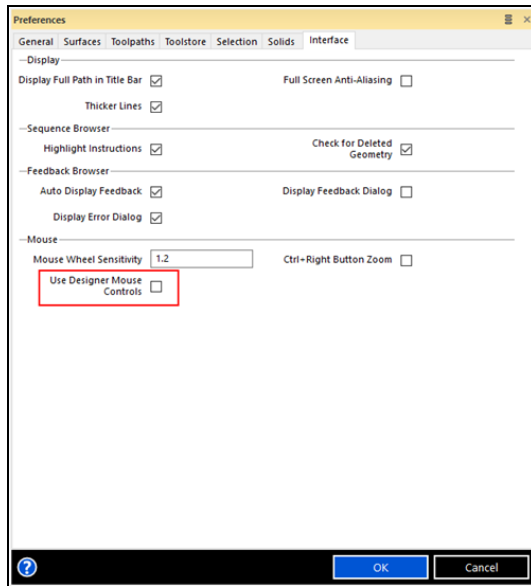 Preferences
General Surfaces Toolpaths Toolstore Selection Solids Interface
Display
Display Full Path in Title Bar Full Screen Anti-Aliasing
Thicker Lines
Sequence Browser
Highlight Instructions Check for Deleted
Geometry
Feedback Browser
Auto Display Feedback Display Feedback Dialog
Display Error Dialog
Mouse
Mouse Wheel Sensitivity 1.2 Ctrl+Right Button Zoom
Use Designer Mouse
Controls
? OK Cancel